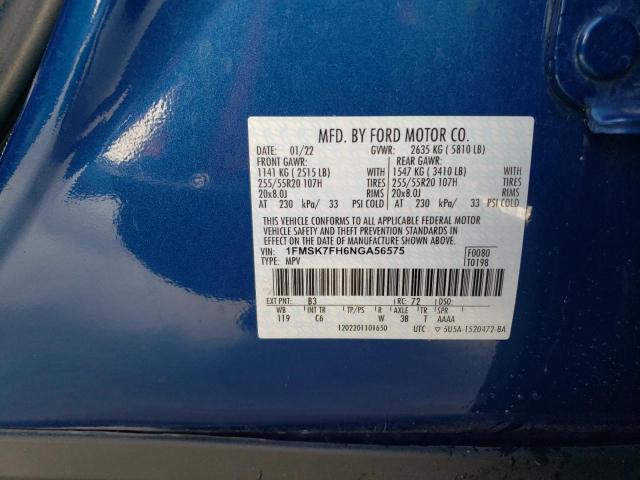 MFD. BY FORD MOTOR CO.
DATE: 01/22 GVWR: 2635 KG ( 5810 LB)
FRONT GAWR: REAR GAWR:
1141 KG ( 2515 LB) WITH 1547 KG ( 3410 LB) WITH
255/55R20 107H TIRES 255/55R20 107H TIRES
20x8.0J RIMS 20x8.0J RIMS
AT 230 kPa/ 33 PSI COLD AT 230 kPa/ 33 PSI COLD
THIS VEHICLE CONFORMS TO ALL APPLICABLE FEDERAL MOTOR
VEHICLE SAFETY AND THEFT PREVENTION STANDARDS IN EFFECT ON
THE DATE OF MANUFACTURE SHOWN ABOVE.
VIN: 1FMSK7FH6NGA56575 F0080
TYPE: MPV T0198
EXT PNT: B3 RC: 72 DSO:
WB INT TR TP/PS R AXLE TR SPR
119 C6 W 3B T AAAA
1202201101650 UTC ▽ 5U5A-1520472-BA